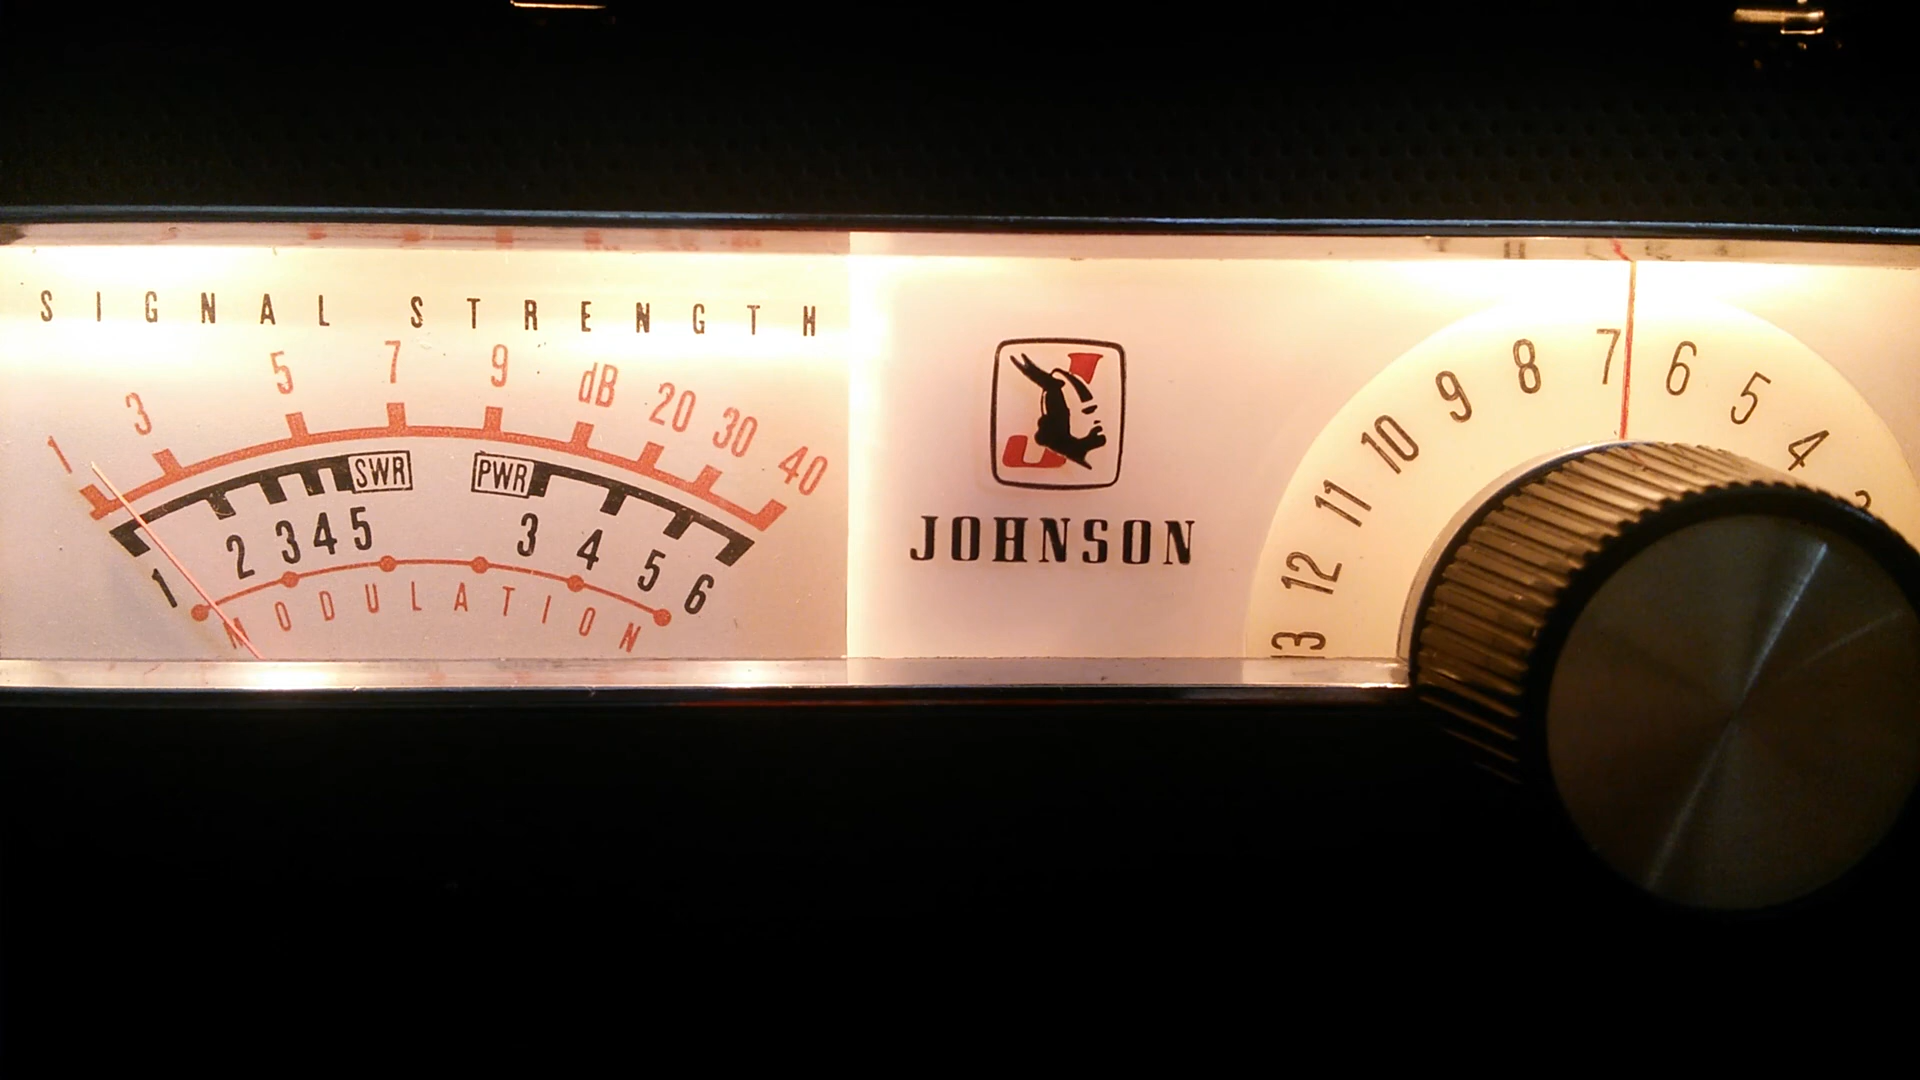 SIGNAL STRENGTH
1 3 5 7 9 dB 20 30 40
SWR PWR
1 2 3 4 5 3 4 5 6
MODULATION
J
JOHNSON
13 12 11 10 9 8 7 6 5 4 3